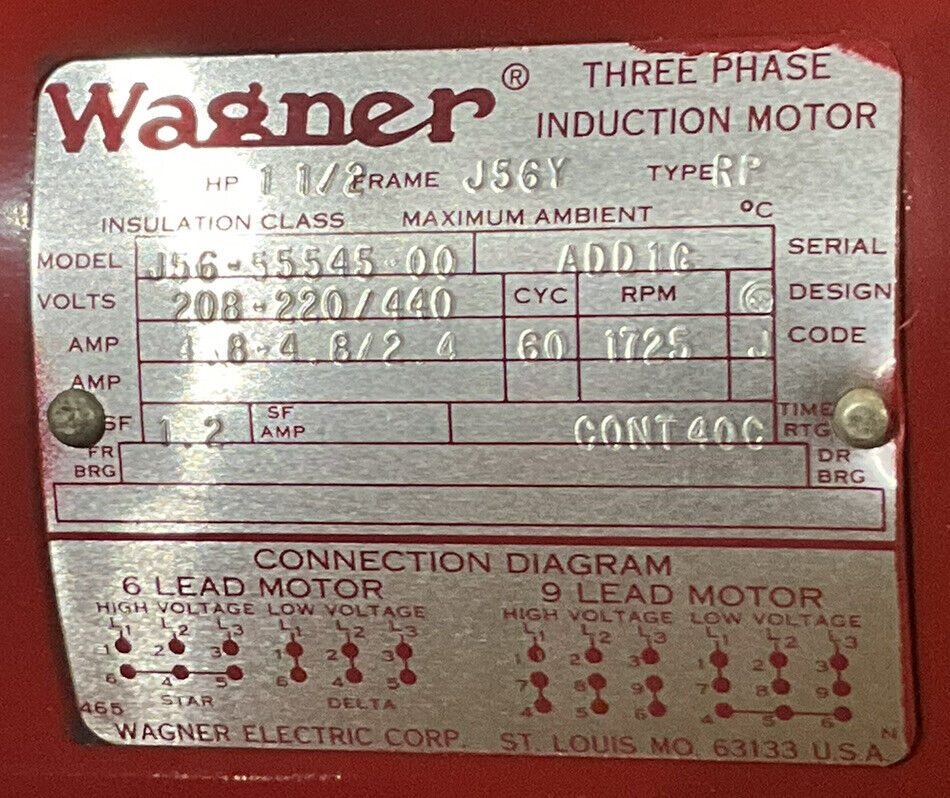 Wagner ® THREE PHASE
INDUCTION MOTOR
HP 1 1/2 FRAME J56Y TYPE RP
INSULATION CLASS MAXIMUM AMBIENT °C
MODEL J56-55545-00 ADD1C SERIAL
VOLTS 208-220/440 CYC RPM DESIGN
AMP 4.8-4.8/2.4 60 1725 J CODE
AMP
SF 1.2 SF AMP CONT 40C TIME RTG
FR BRG DR BRG
CONNECTION DIAGRAM
6 LEAD MOTOR 9 LEAD MOTOR
HIGH VOLTAGE LOW VOLTAGE HIGH VOLTAGE LOW VOLTAGE
L1 L2 L3 L1 L2 L3 L1 L2 L3 L1 L2 L3
1 2 3 1 2 3 1 2 3 1 2 3
6 4 5 6 4 5 7 8 9 7 8 9
STAR DELTA 4 5 6 4 5 6
465
WAGNER ELECTRIC CORP. ST. LOUIS MO. 63133 U.S.A. N